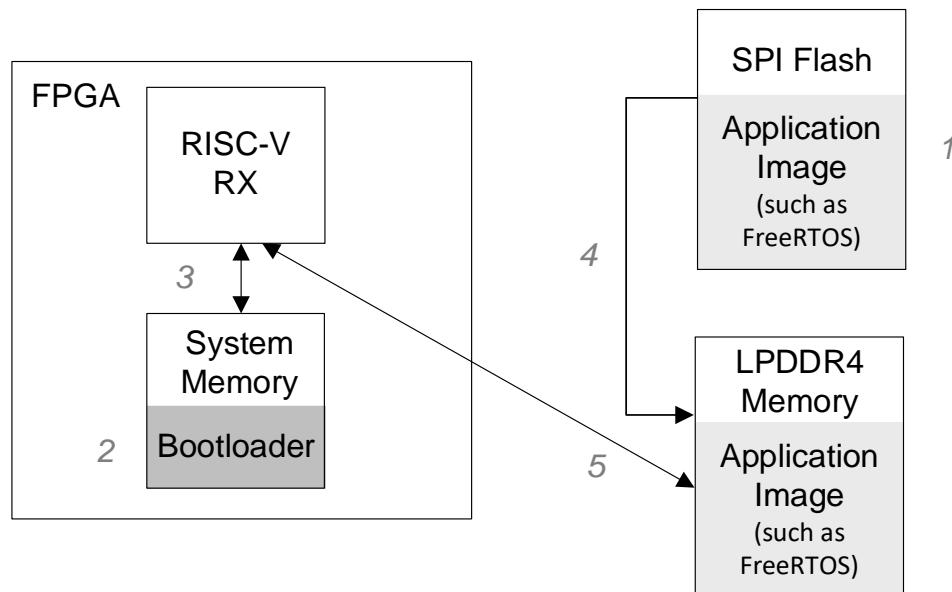 FPGA
RISC-V
RX
3
System
Memory
2
Bootloader
SPI Flash
Application
Image
(such as
FreeRTOS)
1
4
LPDDR4
Memory
Application
Image
(such as
FreeRTOS)
5